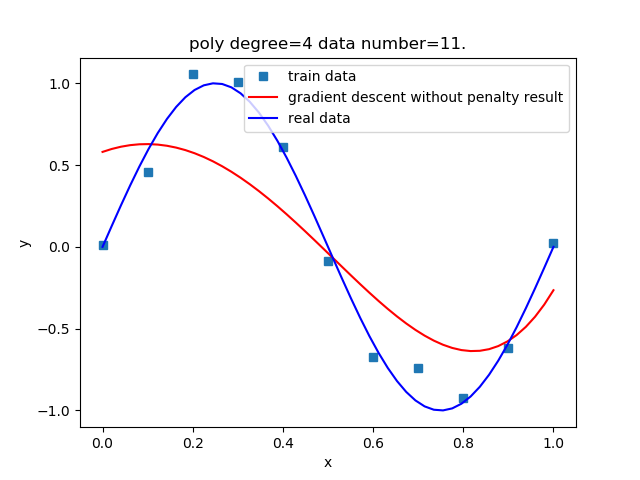 poly degree=4 data number=11.
train data
gradient descent without penalty result
real data
1.0
0.5
0.0
−0.5
−1.0
y
0.0 0.2 0.4 0.6 0.8 1.0
x